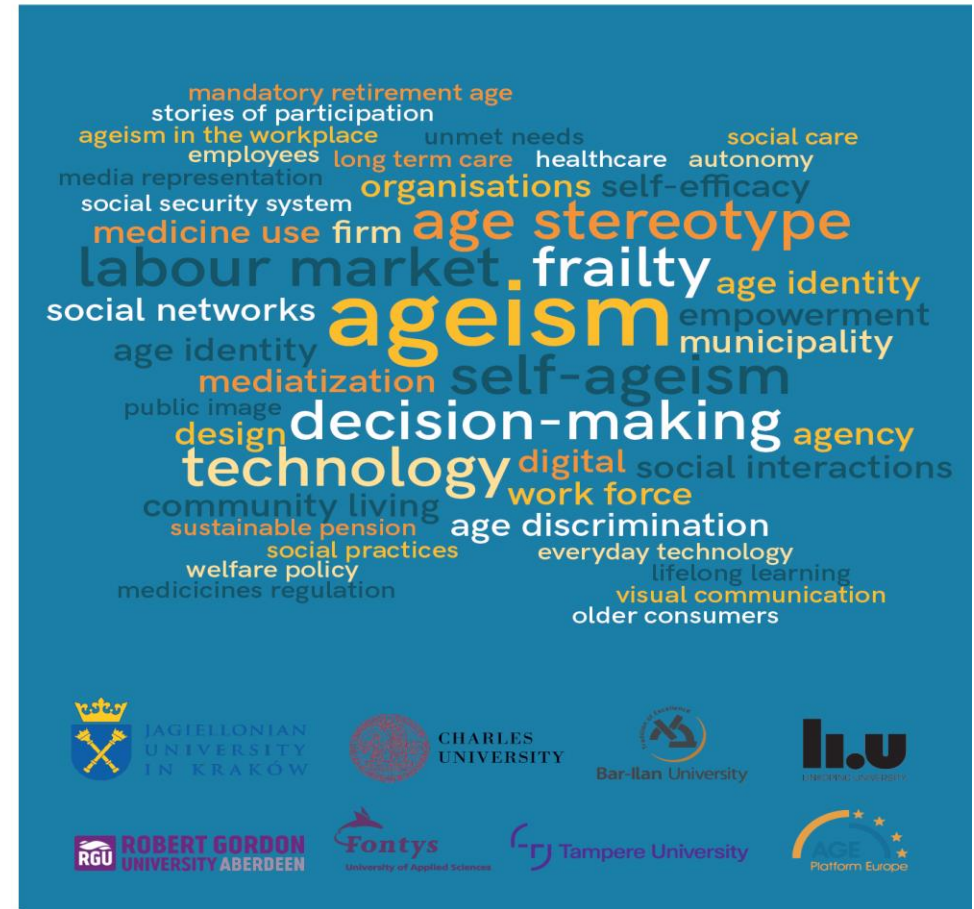 mandatory retirement age
stories of participation
ageism in the workplace unmet needs social care
employees long term care healthcare autonomy
media representation organisations self-efficacy
social security system age stereotype
medicine use firm
labour market frailty age identity
social networks ageism empowerment
age identity municipality
mediatization self-ageism
public image decision-making
design agency
technology digital social interactions
community living work force
sustainable pension age discrimination
social practices everyday technology
welfare policy lifelong learning
medicicines regulation visual communication
older consumers
JAGIELLONIAN
UNIVERSITY
IN KRAKÓW
CHARLES
UNIVERSITY
Bar-Ilan University
li.u
LINKÖPING UNIVERSITY
RGU ROBERT GORDON
UNIVERSITY ABERDEEN
Fontys
University of Applied Sciences
Tampere University
AGE
Platform Europe